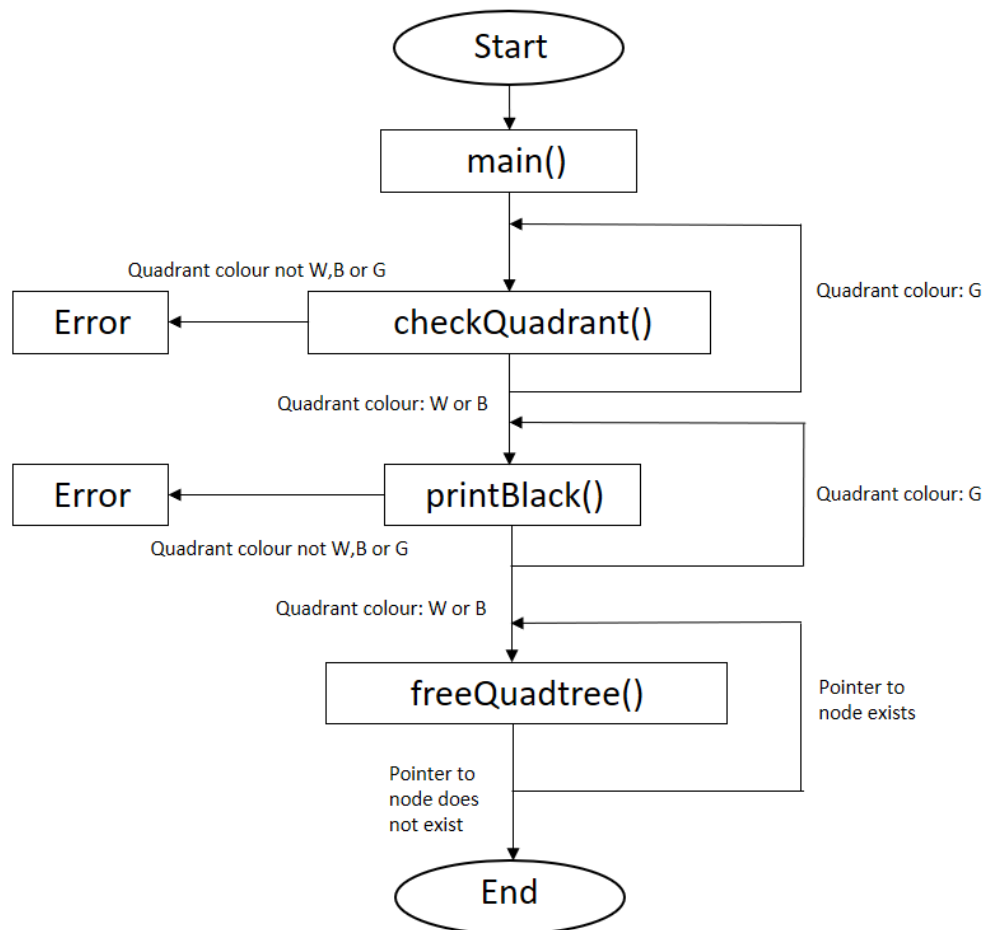 Start
main()
Quadrant colour not W,B or G
Quadrant colour: G
Error
checkQuadrant()
Quadrant colour: W or B
Error
printBlack()
Quadrant colour: G
Quadrant colour not W,B or G
Quadrant colour: W or B
freeQuadtree()
Pointer to
node exists
Pointer to
node does
not exist
End